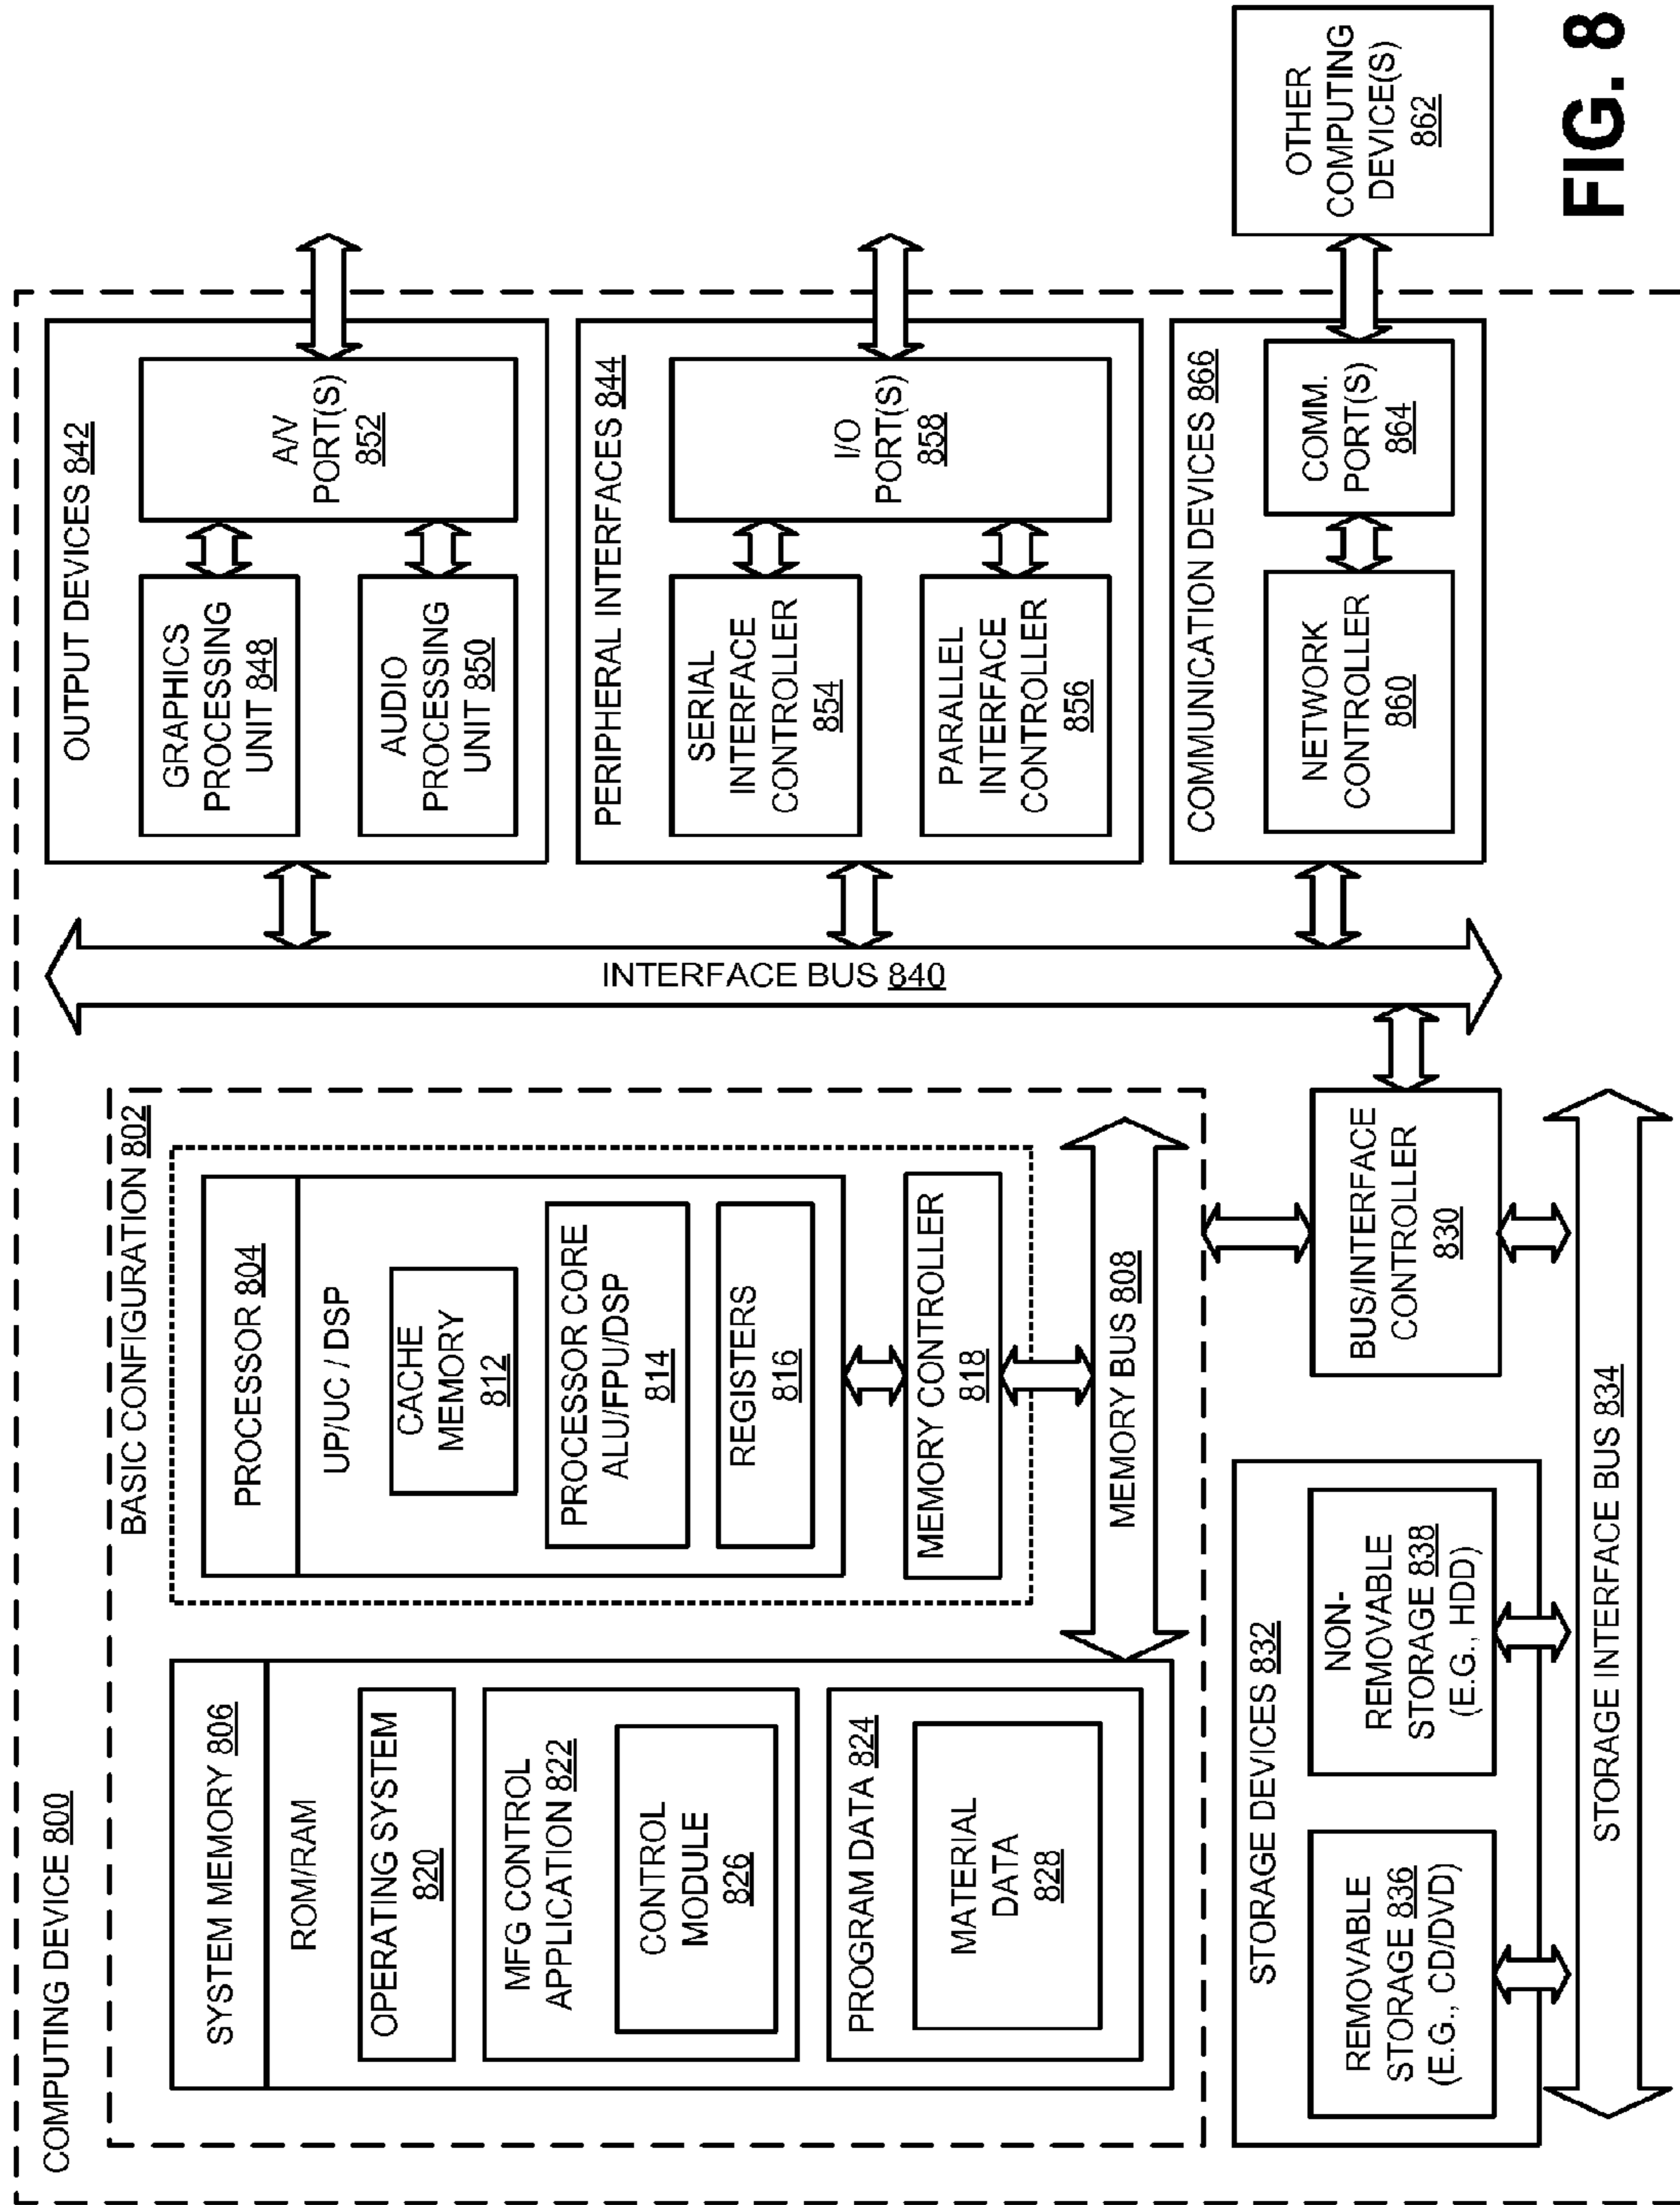 COMPUTING DEVICE 800
BASIC CONFIGURATION 802
SYSTEM MEMORY 806
ROM/RAM
OPERATING SYSTEM
820
MFG CONTROL
APPLICATION 822
CONTROL
MODULE
826
PROGRAM DATA 824
MATERIAL
DATA
828
PROCESSOR 804
UP/UC / DSP
CACHE
MEMORY
812
PROCESSOR CORE
ALU/FPU/DSP
814
REGISTERS
816
MEMORY CONTROLLER
818
MEMORY BUS 808
BUS/INTERFACE
CONTROLLER
830
STORAGE DEVICES 832
REMOVABLE
STORAGE 836
(E.G., CD/DVD)
NON-
REMOVABLE
STORAGE 838
(E.G., HDD)
STORAGE INTERFACE BUS 834
INTERFACE BUS 840
OUTPUT DEVICES 842
GRAPHICS
PROCESSING
UNIT 848
AUDIO
PROCESSING
UNIT 850
A/V
PORT(S)
852
PERIPHERAL INTERFACES 844
SERIAL
INTERFACE
CONTROLLER
854
PARALLEL
INTERFACE
CONTROLLER
856
I/O
PORT(S)
858
COMMUNICATION DEVICES 866
NETWORK
CONTROLLER
860
COMM.
PORT(S)
864
OTHER
COMPUTING
DEVICE(S)
862
FIG. 8